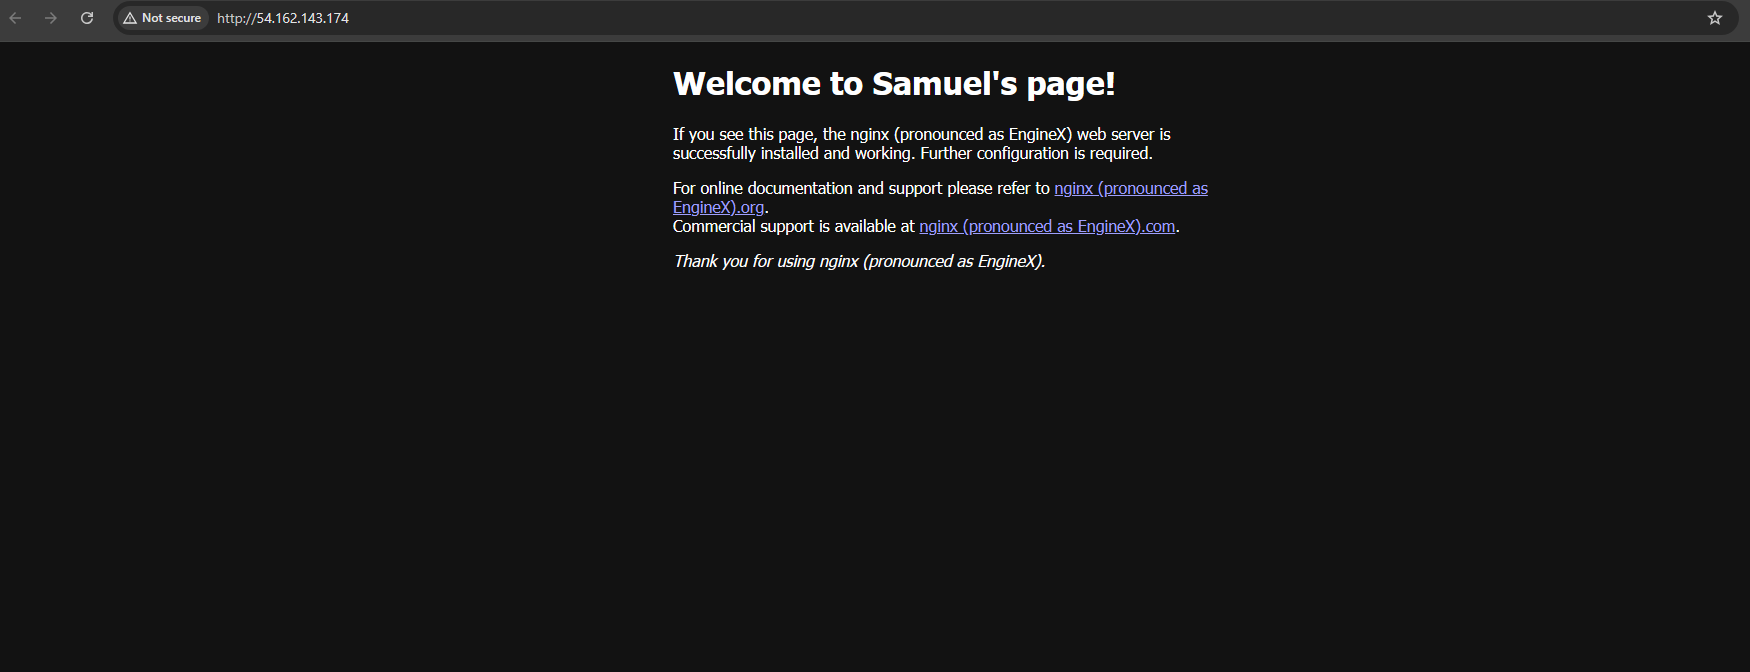 Not secure http://54.162.143.174
Welcome to Samuel's page!
If you see this page, the nginx (pronounced as EngineX) web server is
successfully installed and working. Further configuration is required.
For online documentation and support please refer to nginx (pronounced as
EngineX).org.
Commercial support is available at nginx (pronounced as EngineX).com.
Thank you for using nginx (pronounced as EngineX).